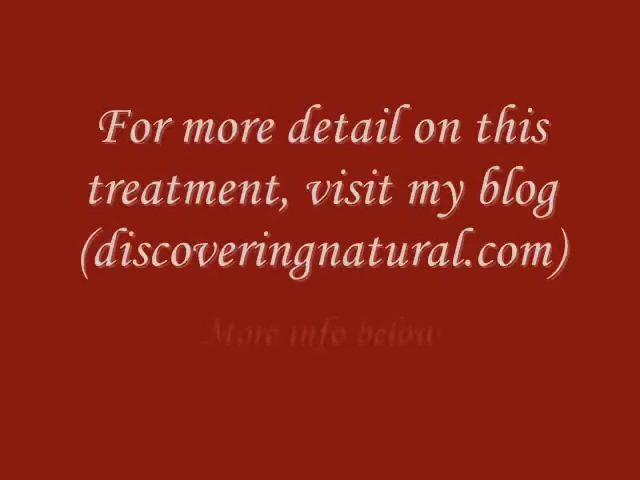 For more detail on this
treatment, visit my blog
(discoveringnatural.com)
More info below